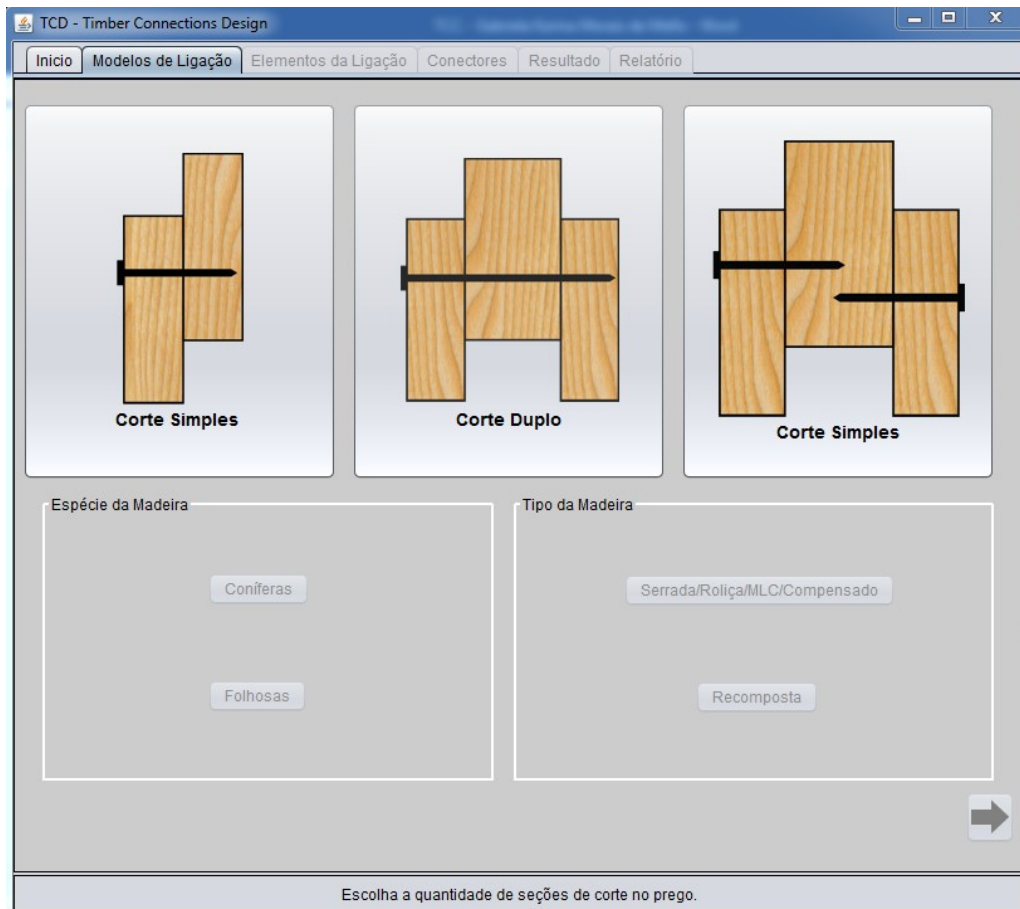 TCD - Timber Connections Design
Inicio Modelos de Ligação Elementos da Ligação Conectores Resultado Relatório
Corte Simples
Corte Duplo
Corte Simples
Espécie da Madeira
Coníferas
Folhosas
Tipo da Madeira
Serrada/Roliça/MLC/Compensado
Recomposta
Escolha a quantidade de seções de corte no prego.